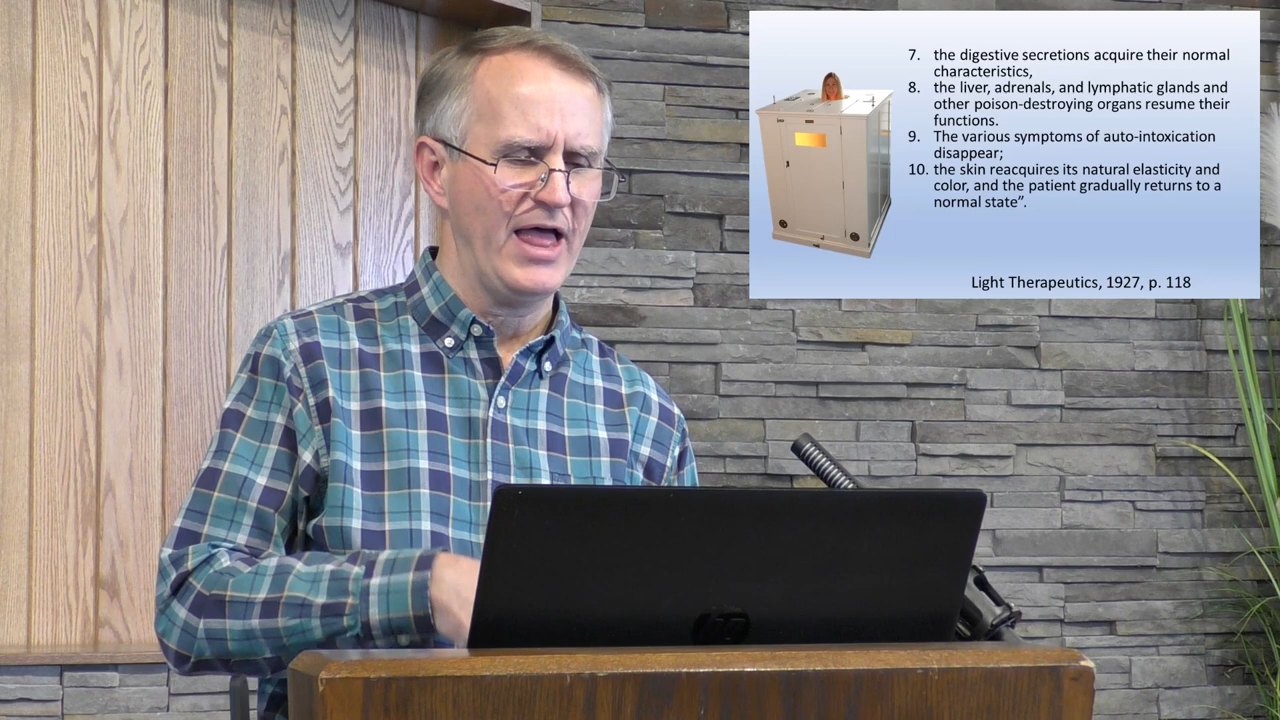 7. the digestive secretions acquire their normal
characteristics,
8. the liver, adrenals, and lymphatic glands and
other poison-destroying organs resume their
functions.
9. The various symptoms of auto-intoxication
disappear;
10. the skin reacquires its natural elasticity and
color, and the patient gradually returns to a
normal state”.
Light Therapeutics, 1927, p. 118
hp